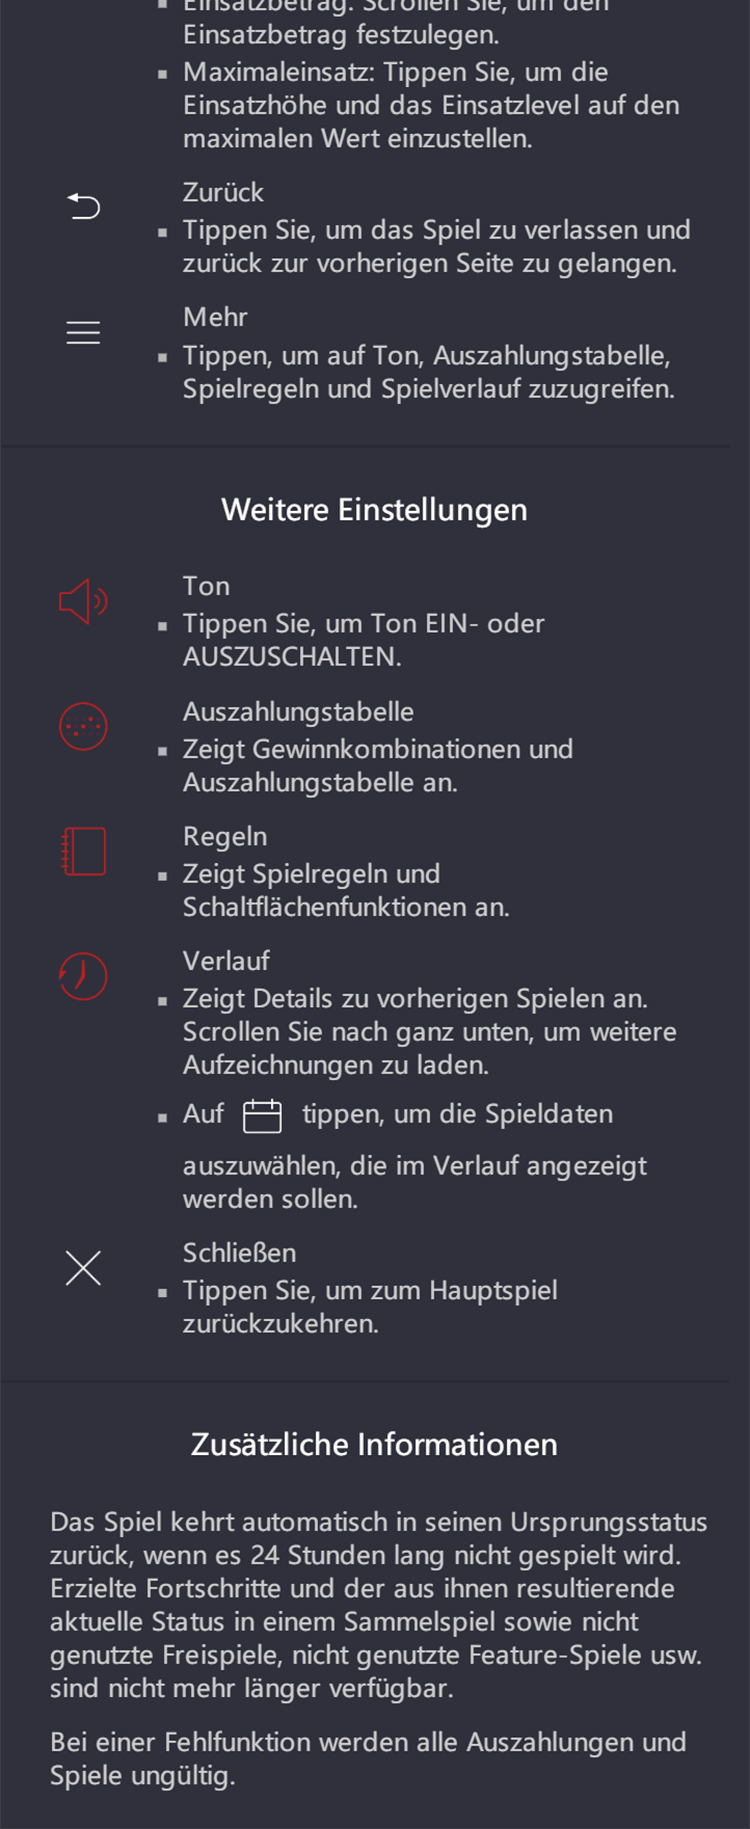 Einsatzbetrag: Scrollen Sie, um den
Einsatzbetrag festzulegen.
Maximaleinsatz: Tippen Sie, um die
Einsatzhöhe und das Einsatzlevel auf den
maximalen Wert einzustellen.
Zurück
Tippen Sie, um das Spiel zu verlassen und
zurück zur vorherigen Seite zu gelangen.
Mehr
Tippen, um auf Ton, Auszahlungstabelle,
Spielregeln und Spielverlauf zuzugreifen.
Weitere Einstellungen
Ton
Tippen Sie, um Ton EIN- oder
AUSZUSCHALTEN.
Auszahlungstabelle
Zeigt Gewinnkombinationen und
Auszahlungstabelle an.
Regeln
Zeigt Spielregeln und
Schaltflächenfunktionen an.
Verlauf
Zeigt Details zu vorherigen Spielen an.
Scrollen Sie nach ganz unten, um weitere
Aufzeichnungen zu laden.
Auf tippen, um die Spieldaten
auszuwählen, die im Verlauf angezeigt
werden sollen.
Schließen
Tippen Sie, um zum Hauptspiel
zurückzukehren.
Zusätzliche Informationen
Das Spiel kehrt automatisch in seinen Ursprungsstatus
zurück, wenn es 24 Stunden lang nicht gespielt wird.
Erzielte Fortschritte und der aus ihnen resultierende
aktuelle Status in einem Sammelspiel sowie nicht
genutzte Freispiele, nicht genutzte Feature-Spiele usw.
sind nicht mehr länger verfügbar.
Bei einer Fehlfunktion werden alle Auszahlungen und
Spiele ungültig.